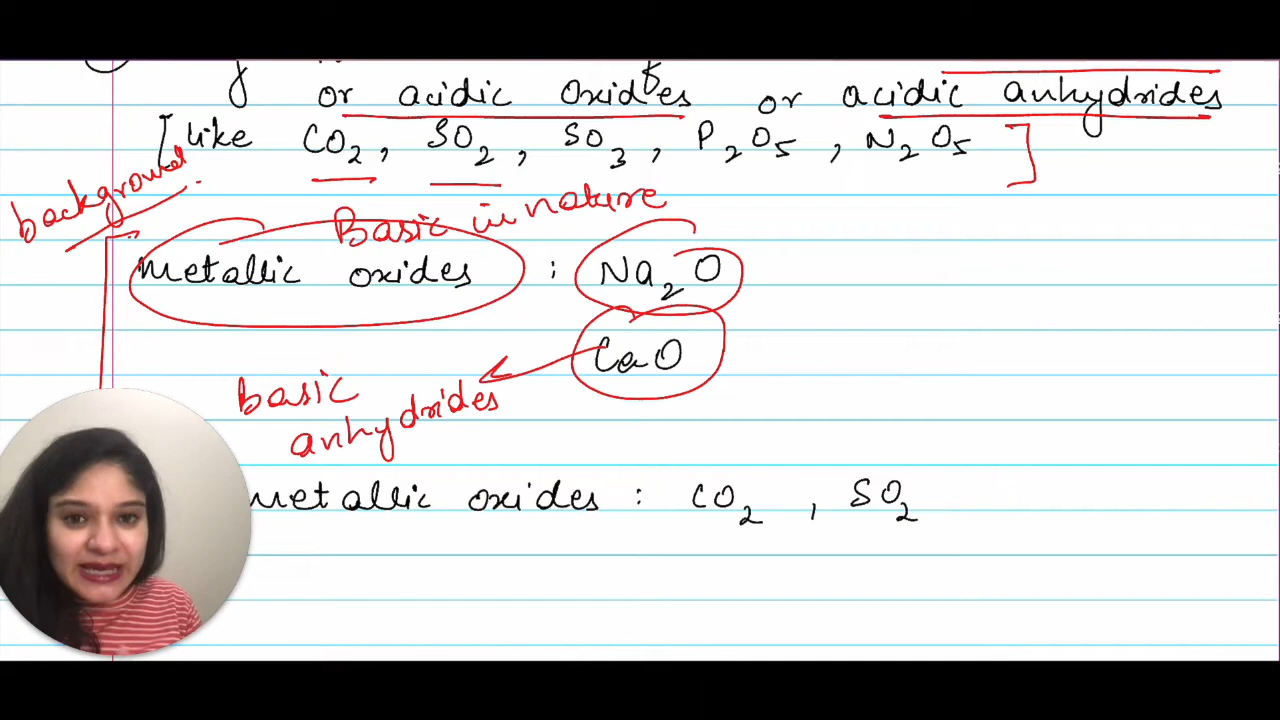 or acidic oxides or acidic anhydrides
[like CO2, SO2, SO3, P2O5, N2O5]
background
Basic in nature
metallic oxides : Na2O
CaO
basic
anhydrides
metallic oxides : CO2, SO2